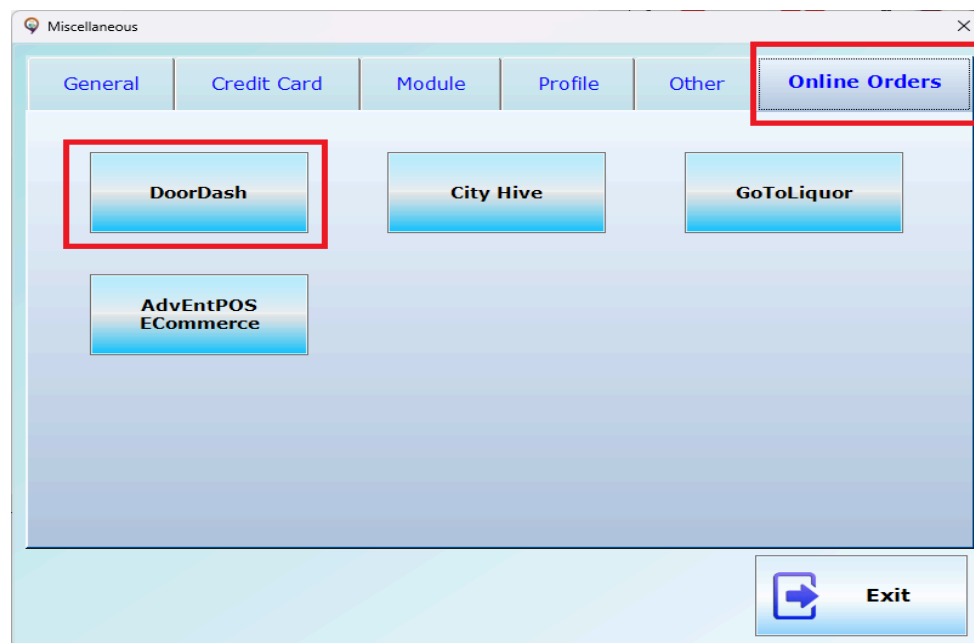 Miscellaneous
General
Credit Card
Module
Profile
Other
Online Orders
DoorDash
City Hive
GoToLiquor
AdvEntPOS
ECommerce
Exit